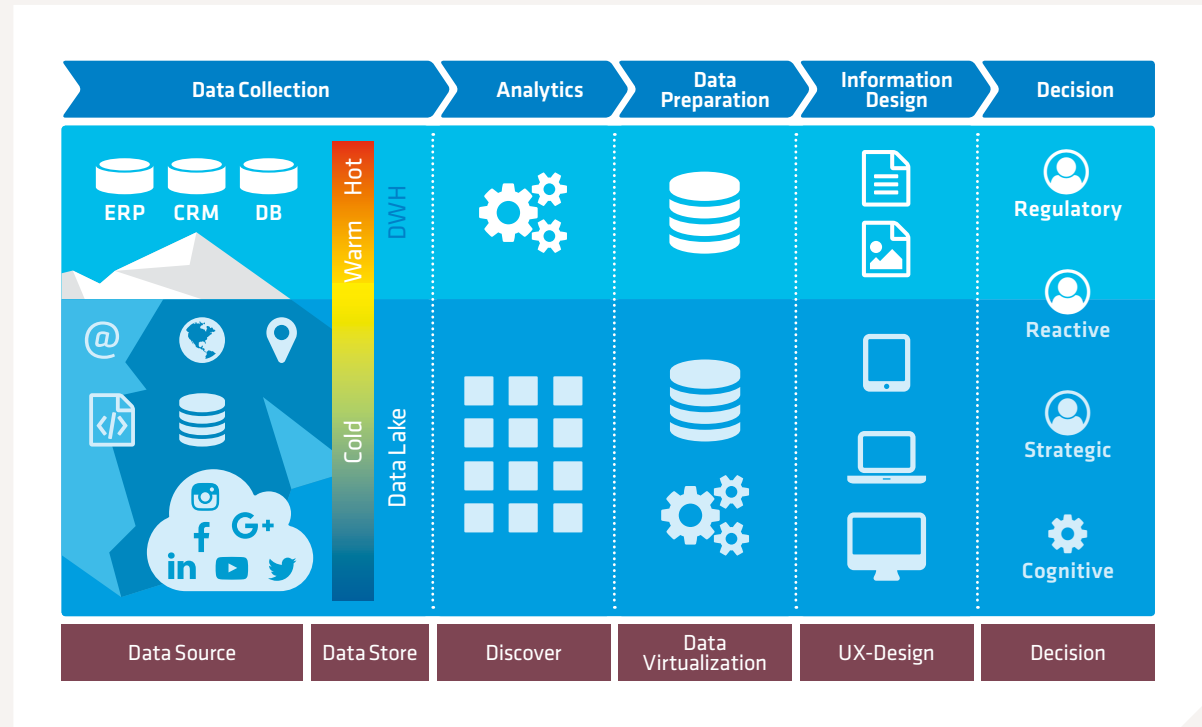 Data Collection
Analytics
Data
Preparation
Information
Design
Decision
ERP
CRM
DB
Hot
Warm
Cold
DWH
Data Lake
@
</>
f
G+
in
Regulatory
Reactive
Strategic
Cognitive
Data Source
Data Store
Discover
Data
Virtualization
UX-Design
Decision